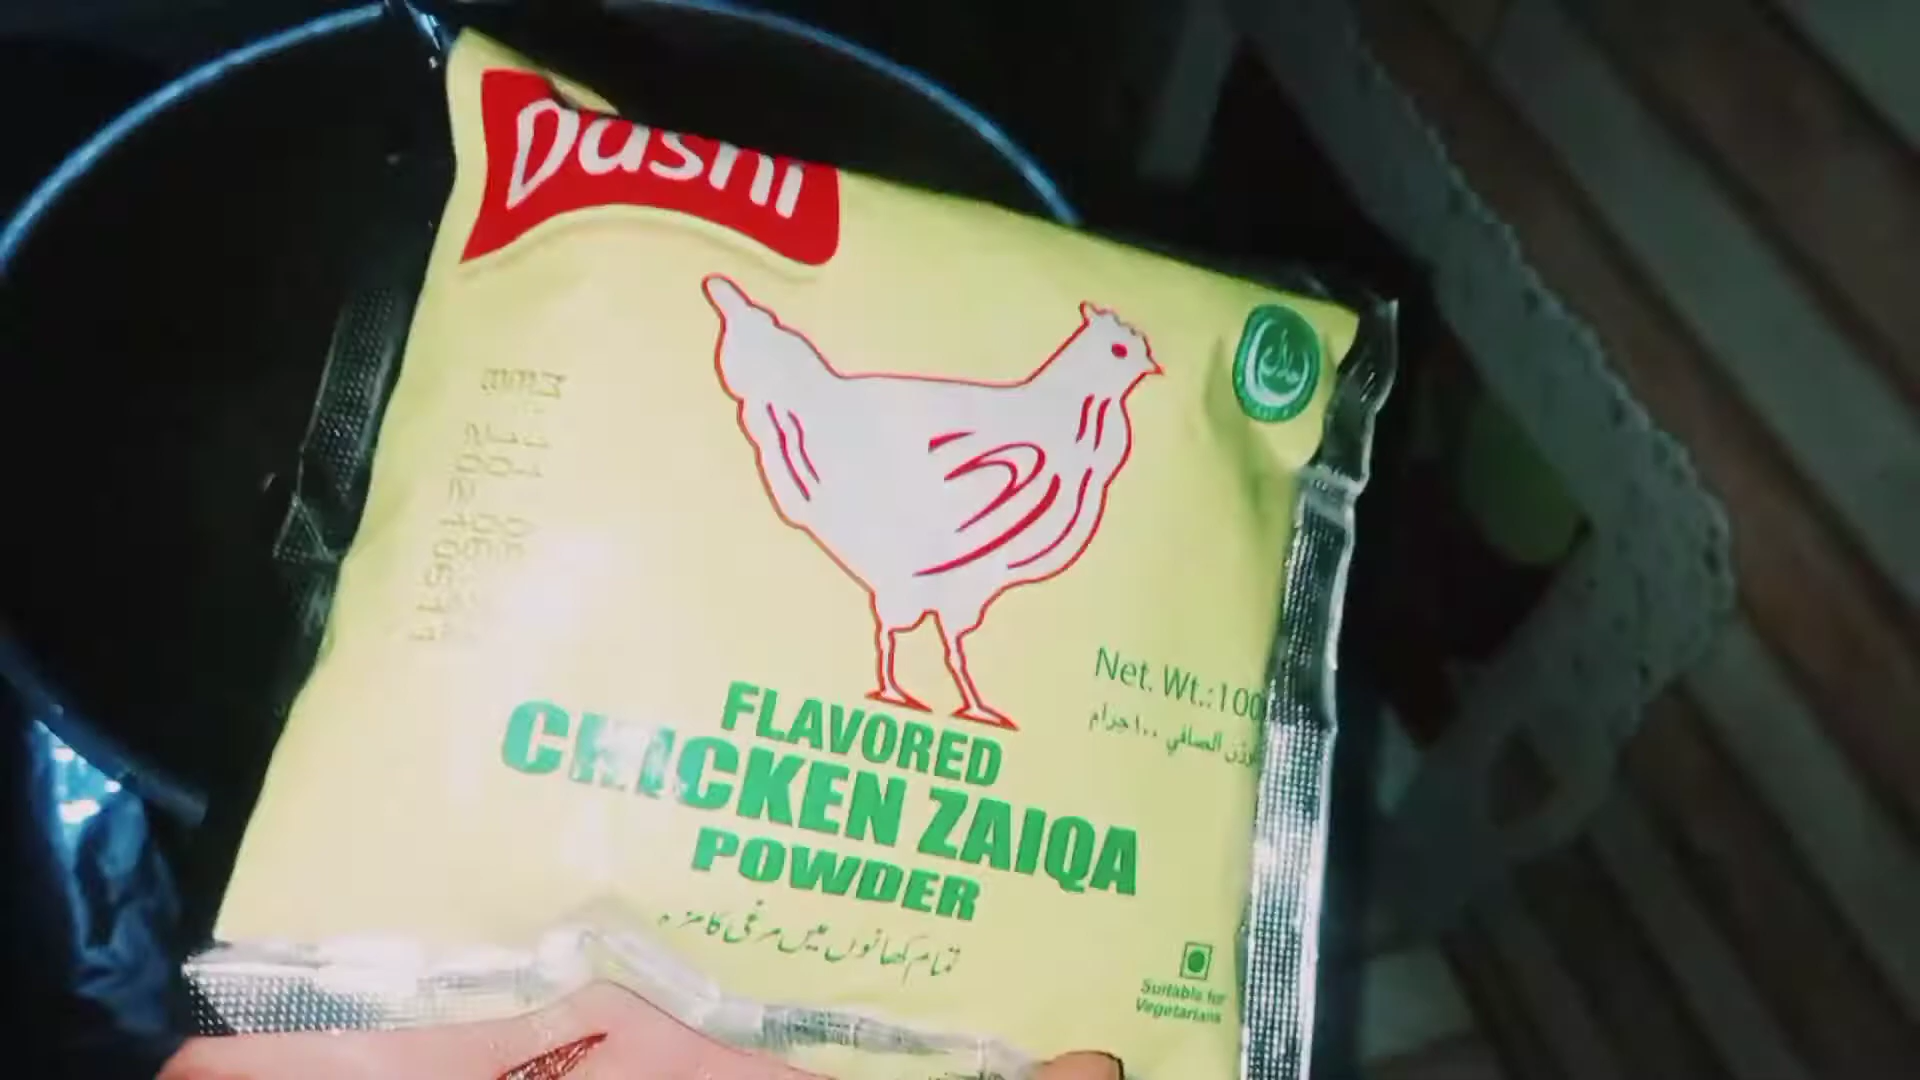 Dashi
حلال
Net. Wt.:100
الوزن الصافي ١٠٠ جرام
FLAVORED
CHICKEN ZAIQA
POWDER
تمام کھانوں میں مرغی کا مزہ
Suitable for
Vegetarians